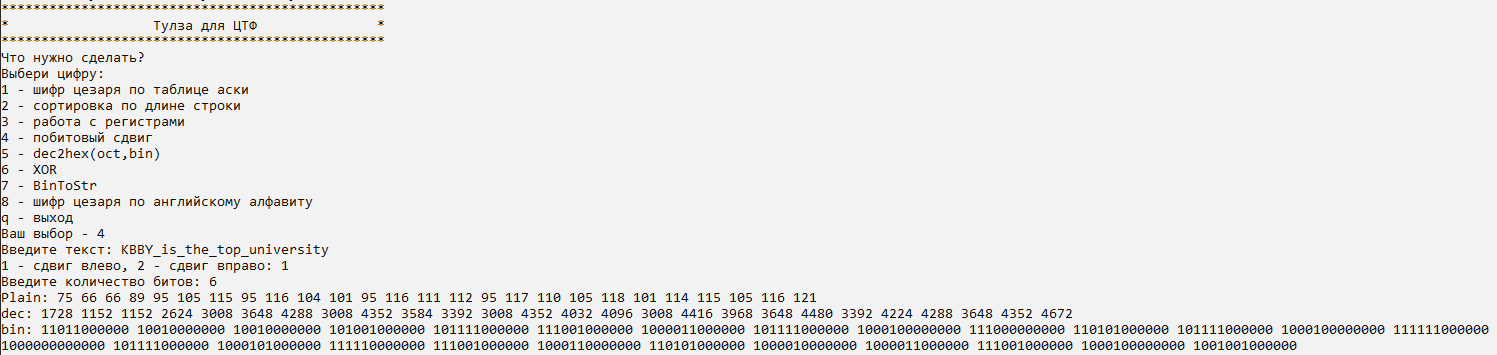 ************************************************
*                  Тулза для ЦТФ               *
************************************************
Что нужно сделать?
Выбери цифру:
1 - шифр цезаря по таблице аски
2 - сортировка по длине строки
3 - работа с регистрами
4 - побитовый сдвиг
5 - dec2hex(oct,bin)
6 - XOR
7 - BinToStr
8 - шифр цезаря по английскому алфавиту
q - выход
Ваш выбор - 4
Введите текст: KBBY_is_the_top_university
1 - сдвиг влево, 2 - сдвиг вправо: 1
Введите количество битов: 6
Plain: 75 66 66 89 95 105 115 95 116 104 101 95 116 111 112 95 117 110 105 118 101 114 115 105 116 121
dec: 1728 1152 1152 2624 3008 3648 4288 3008 4352 3584 3392 3008 4352 4032 4096 3008 4416 3968 3648 4480 3392 4224 4288 3648 4352 4672
bin: 11011000000 10010000000 10010000000 101001000000 101111000000 111001000000 1000011000000 101111000000 1000100000000 111000000000 110101000000 101111000000 1000100000000 111111000000
1000000000000 101111000000 1000101000000 111110000000 111001000000 1000110000000 110101000000 1000010000000 1000011000000 111001000000 1000100000000 1001001000000